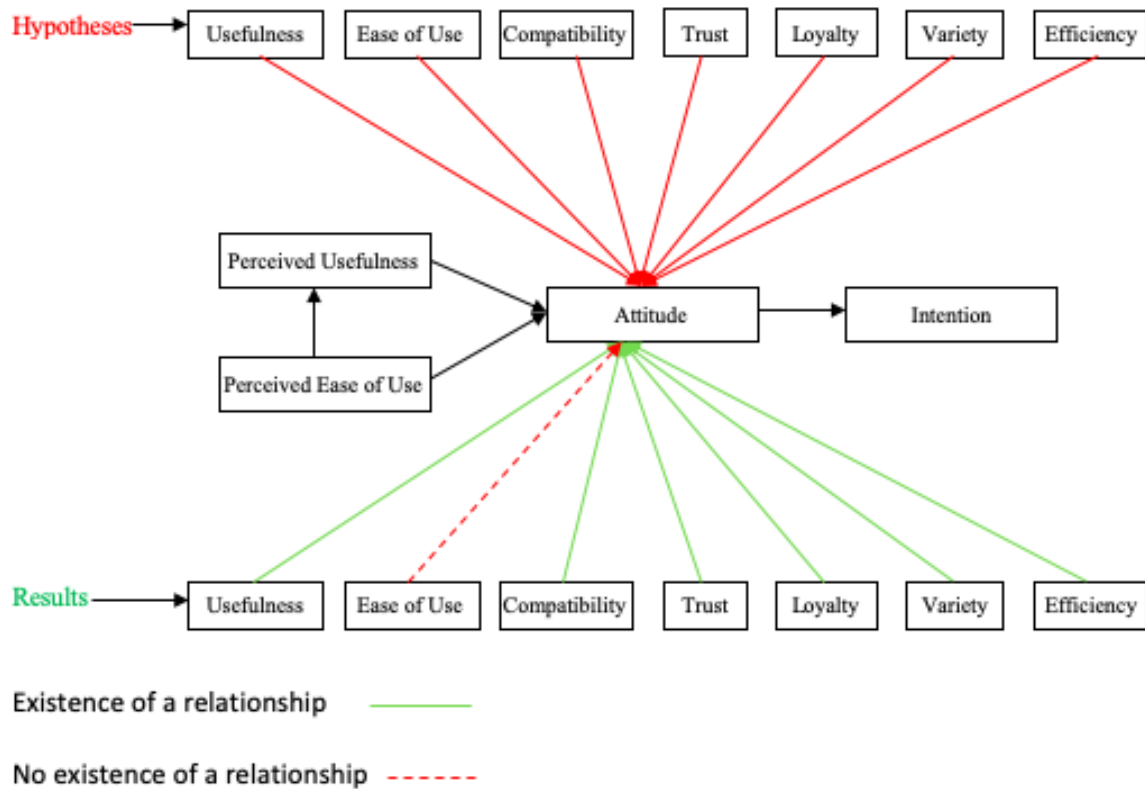 Hypotheses
Usefulness
Ease of Use
Compatibility
Trust
Loyalty
Variety
Efficiency
Perceived Usefulness
Attitude
Intention
Perceived Ease of Use
Results
Usefulness
Ease of Use
Compatibility
Trust
Loyalty
Variety
Efficiency
Existence of a relationship
No existence of a relationship